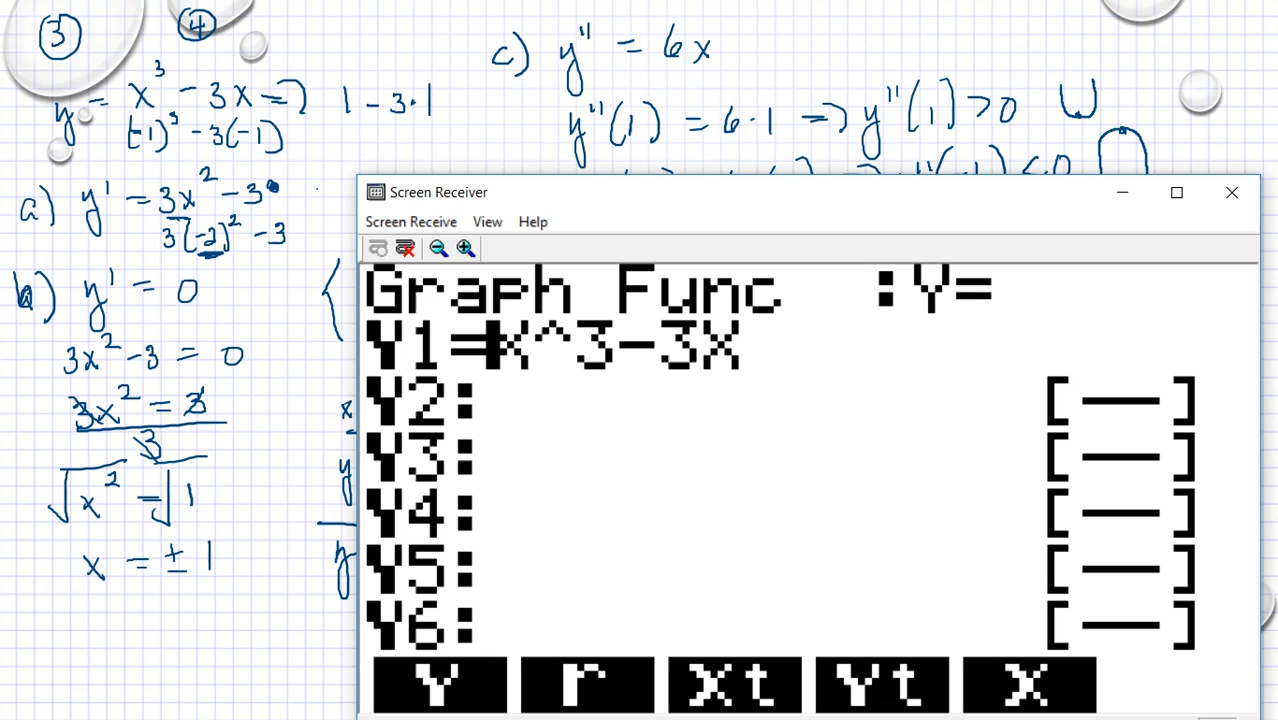 ③ ④
y = x³ - 3x => 1 - 3·1
(-1)³ - 3(-1)
a) y' = 3x² - 3
3(-2)² - 3
b) y' = 0
3x² - 3 = 0
3x² = 3
3
√x² = √1
x = ± 1
c) y'' = 6x
y''(1) = 6·1 => y''(1) > 0 ∪
< 0
x
y
y
Screen Receiver
Screen Receive View Help
Graph Func :Y=
Y1=X^3-3X
Y2: [—]
Y3: [—]
Y4: [—]
Y5: [—]
Y6: [—]
Y r Xt Yt X